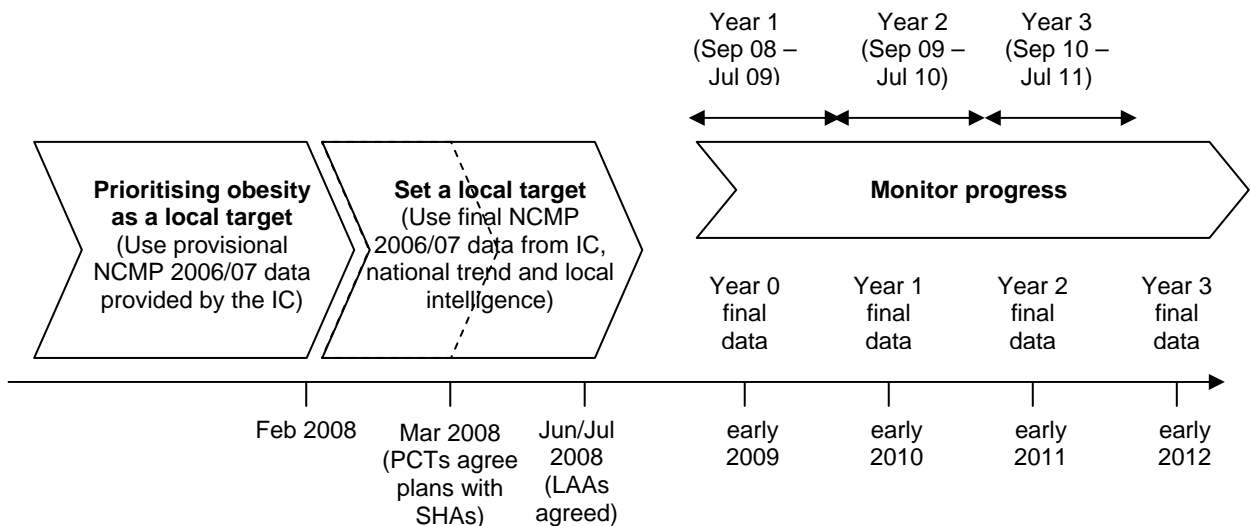 Year 1
(Sep 08 –
Jul 09)
Year 2
(Sep 09 –
Jul 10)
Year 3
(Sep 10 –
Jul 11)
Prioritising obesity
as a local target
(Use provisional
NCMP 2006/07 data
provided by the IC)
Set a local target
(Use final NCMP
2006/07 data from IC,
national trend and local
intelligence)
Monitor progress
Year 0
final
data
Year 1
final
data
Year 2
final
data
Year 3
final
data
Feb 2008
Mar 2008
(PCTs agree
plans with
SHAs)
Jun/Jul
2008
(LAAs
agreed)
early
2009
early
2010
early
2011
early
2012